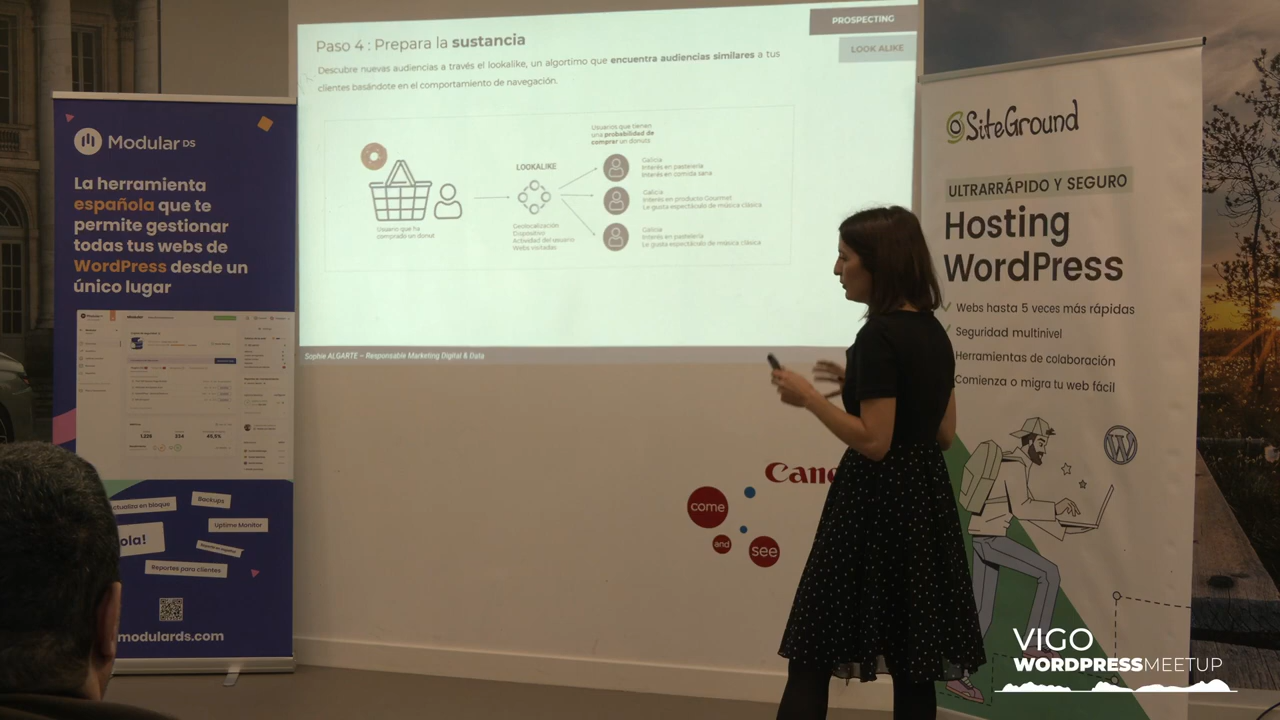 PROSPECTING
LOOK ALIKE
Paso 4 : Prepara la sustancia
Descubre nuevas audiencias a través el lookalike, un algortimo que encuentra audiencias similares a tus
clientes basándote en el comportamiento de navegación.
Usuario que ha
comprado un donut
LOOKALIKE
Geolocalización
Dispositivo
Actividad del usuario
Webs visitadas
Usuarios que tienen
una probabilidad de
comprar un donuts
Galicia
Interés en pastelería
Interés en comida sana
Galicia
Interés en producto Gourmet
Le gusta espectáculo de música clásica
Galicia
Interés en pastelería
Le gusta espectáculo de música clásica
Sophie ALGARTE – Responsable Marketing Digital & Data
Modular DS
La herramienta
española que te
permite gestionar
todas tus webs de
WordPress desde un
único lugar
ctualiza en bloque
Backups
ola!
Uptime Monitor
Reportes para clientes
modulards.com
come
and
see
SiteGround
ULTRARRÁPIDO Y SEGURO
Hosting
WordPress
Webs hasta 5 veces más rápidas
Seguridad multinivel
Herramientas de colaboración
Comienza o migra tu web fácil
VIGO
WORDPRESSMEETUP